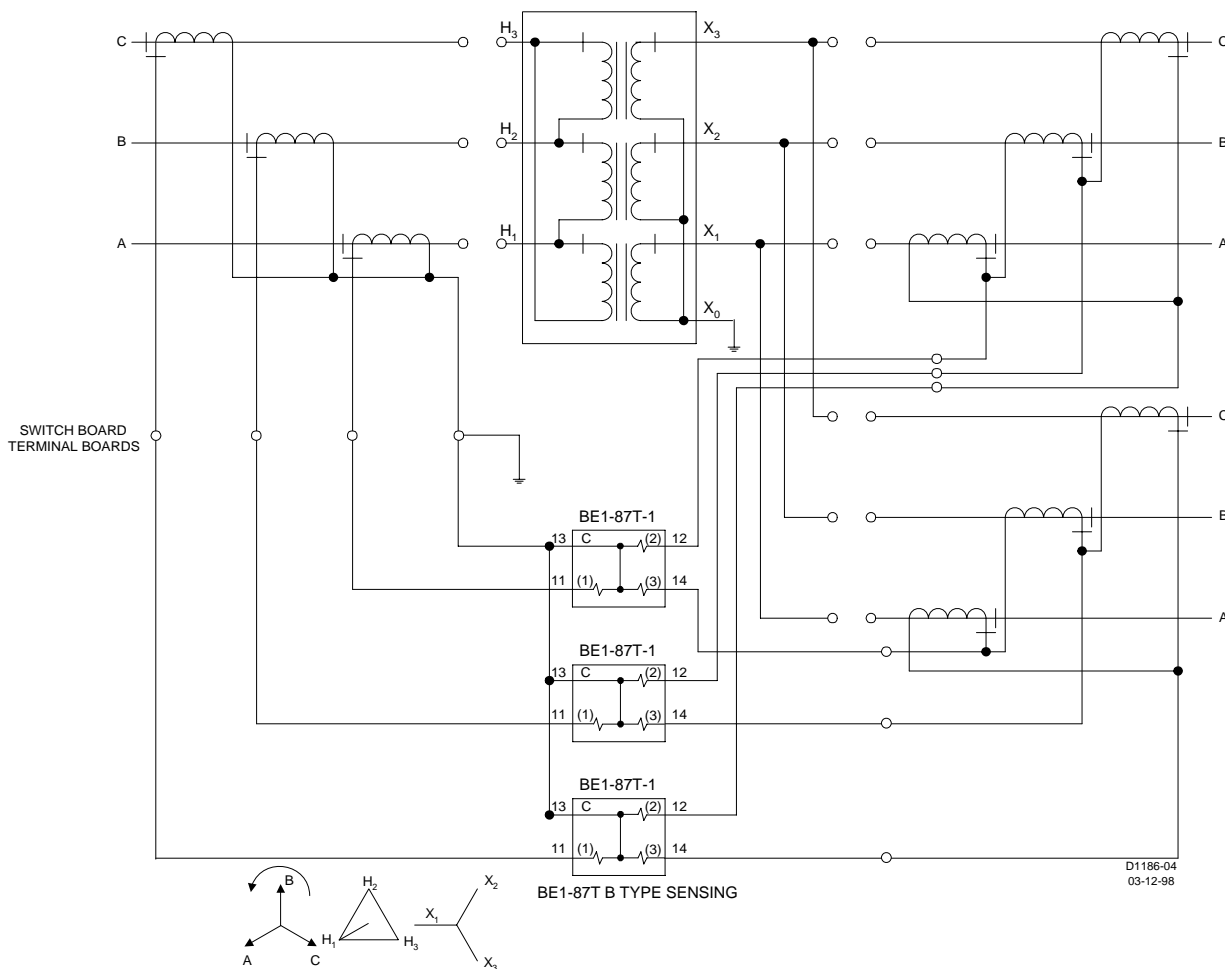 C
H3
X3
C
B
H2
X2
B
A
H1
X1
A
X0
SWITCH BOARD
TERMINAL BOARDS
C
BE1-87T-1
13 C (2) 12
11 (1) (3) 14
B
A
BE1-87T-1
13 C (2) 12
11 (1) (3) 14
BE1-87T-1
13 C (2) 12
11 (1) (3) 14
BE1-87T B TYPE SENSING
D1186-04
03-12-98
B
A
C
H2
H1
H3
X2
X1
X3